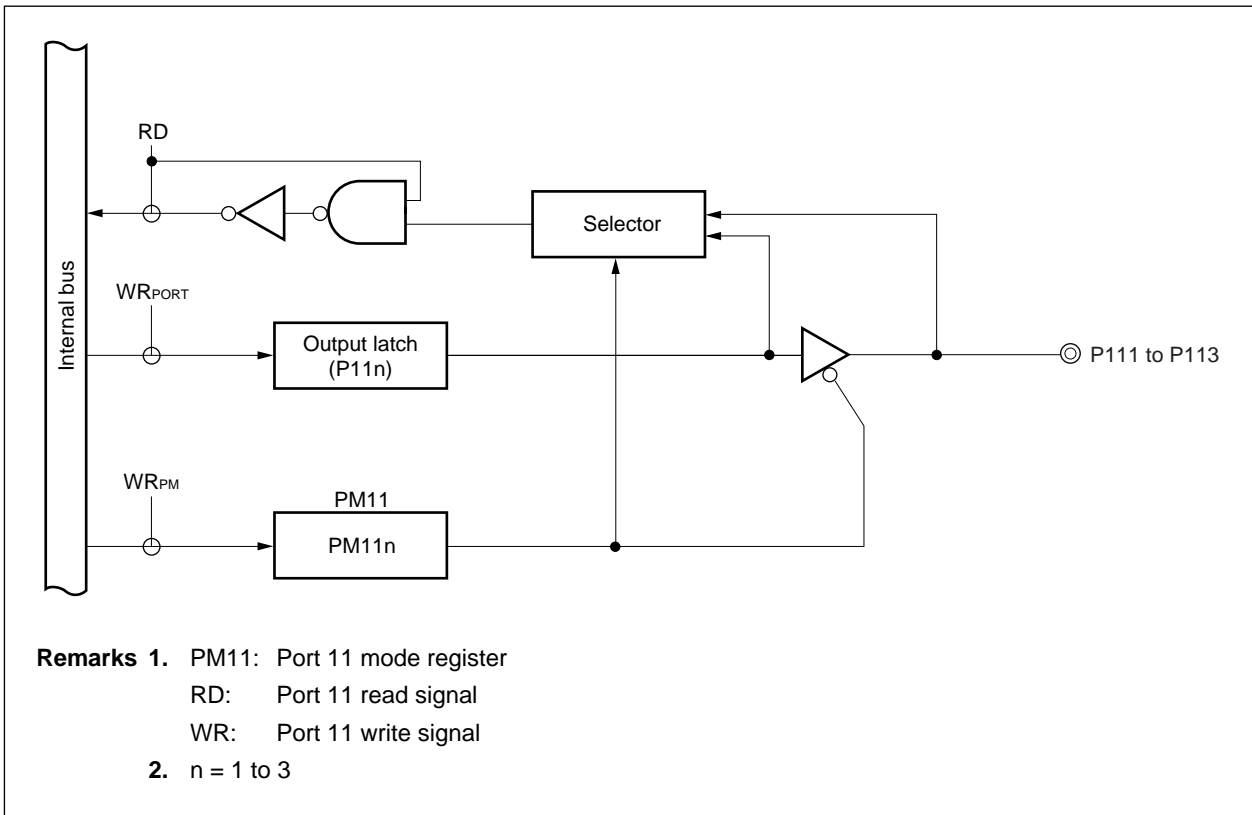 RD
Selector
Internal bus
WRPORT
Output latch
(P11n)
P111 to P113
WRPM
PM11
PM11n
Remarks 1. PM11: Port 11 mode register
RD: Port 11 read signal
WR: Port 11 write signal
2. n = 1 to 3